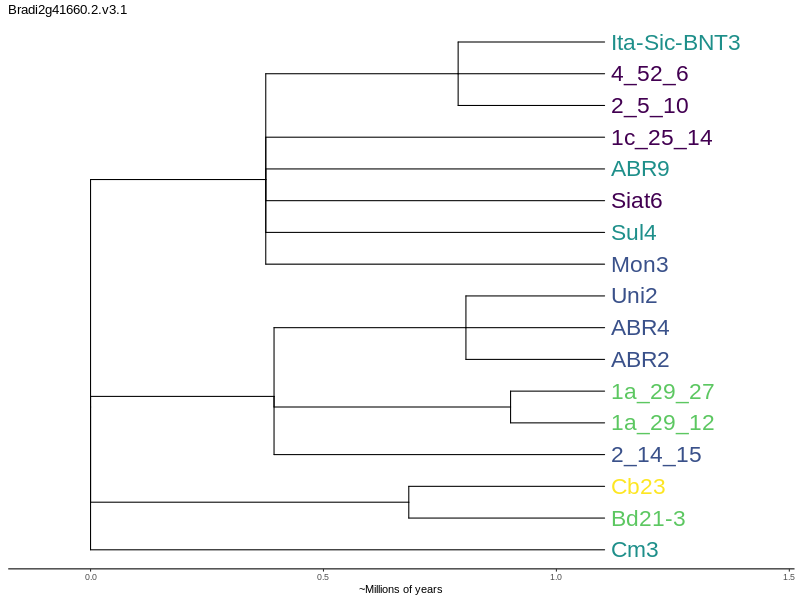 Bradi2g41660.2.v3.1
Ita-Sic-BNT3
4_52_6
2_5_10
1c_25_14
ABR9
Siat6
Sul4
Mon3
Uni2
ABR4
ABR2
1a_29_27
1a_29_12
2_14_15
Cb23
Bd21-3
Cm3
0.0 0.5 1.0 1.5
~Millions of years